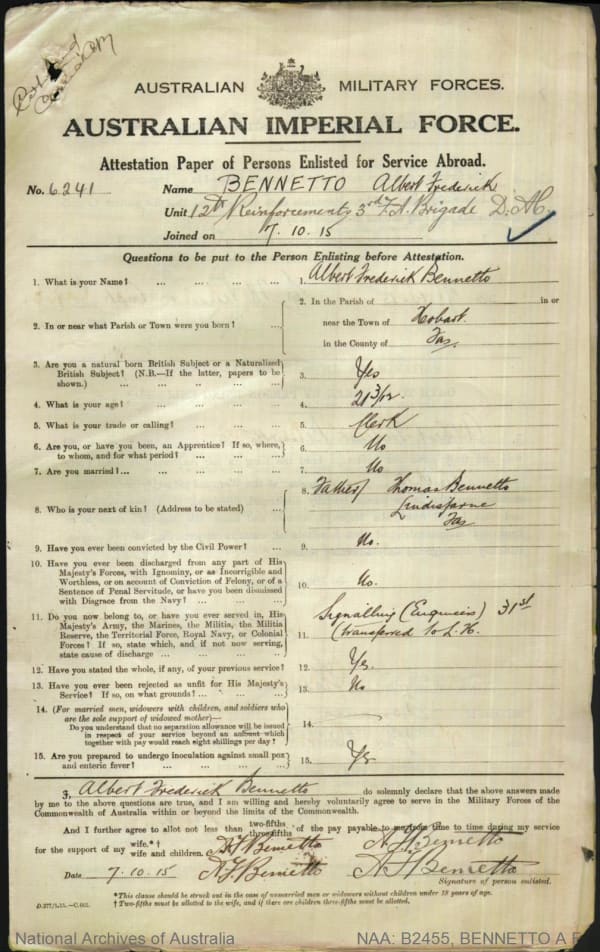 AUSTRALIAN MILITARY FORCES.
AUSTRALIAN IMPERIAL FORCE.
Attestation Paper of Persons Enlisted for Service Abroad.
No. 6241 Name BENNETTO Albert Frederick
Unit 12th Reinforcements 3rd F.A. Brigade D.A.C.
Joined on 7.10.15
Questions to be put to the Person Enlisting before Attestation.
1. What is your Name? ... ... ... ... 1. Albert Frederick Bennetto
2. In or near what Parish or Town were you born? ... 2. In the Parish of in or
near the Town of Hobart
in the County of Tas.
3. Are you a natural born British Subject or a Naturalized
British Subject? (N.B.—If the latter, papers to be
shown.) ... ... ... ... 3. Yes
4. What is your age? ... ... ... 4. 21 3/12
5. What is your trade or calling? ... ... 5. Clerk
6. Are you, or have you been, an Apprentice? If so, where,
to whom, and for what period? ... ... ... 6. No
7. Are you married?... ... ... ... 7. No
8. Who is your next of kin? (Address to be stated) ... 8. Father Thomas Bennetto
Lindisfarne
Tas
9. Have you ever been convicted by the Civil Power? ... 9. No.
10. Have you ever been discharged from any part of His
Majesty's Forces, with Ignominy, or as Incorrigible and
Worthless, or on account of Conviction of Felony, or of a
Sentence of Penal Servitude, or have you been dismissed
with Disgrace from the Navy? ... ... ... 10. No.
11. Do you now belong to, or have you ever served in, His
Majesty's Army, the Marines, the Militia, the Militia
Reserve, the Territorial Force, Royal Navy, or Colonial
Forces? If so, state which, and if not now serving,
state cause of discharge ... ... ... 11. Signalling (Engineers) 31st
(transferred to L.H.
12. Have you stated the whole, if any, of your previous service? 12. Yes.
13. Have you ever been rejected as unfit for His Majesty's
Service? If so, on what grounds? ... ... 13. No
14. (For married men, widowers with children, and soldiers who
are the sole support of widowed mother)—
Do you understand that no separation allowance will be issued
in respect of your service beyond an amount which
together with pay would reach eight shillings per day? 14.
15. Are you prepared to undergo inoculation against small pox
and enteric fever? ... ... ... ... 15. Yes
I, Albert Frederick Bennetto do solemnly declare that the above answers made
by me to the above questions are true, and I am willing and hereby voluntarily agree to serve in the Military Forces of the
Commonwealth of Australia within or beyond the limits of the Commonwealth.
And I further agree to allot not less than two-fifths three-fifths of the pay payable to me from time to time during my service
for the support of my wife.*† wife and children. A F Bennetto A F Bennetto
Date 7.10.15 A F Bennetto A F Bennetto
Signature of person enlisted.
*This clause should be struck out in the case of unmarried men or widowers without children under 18 years of age.
† Two-fifths must be allotted to the wife, and if there are children three-fifths must be allotted.
D.377/5.15.—C.661.
National Archives of Australia NAA: B2455, BENNETTO A F